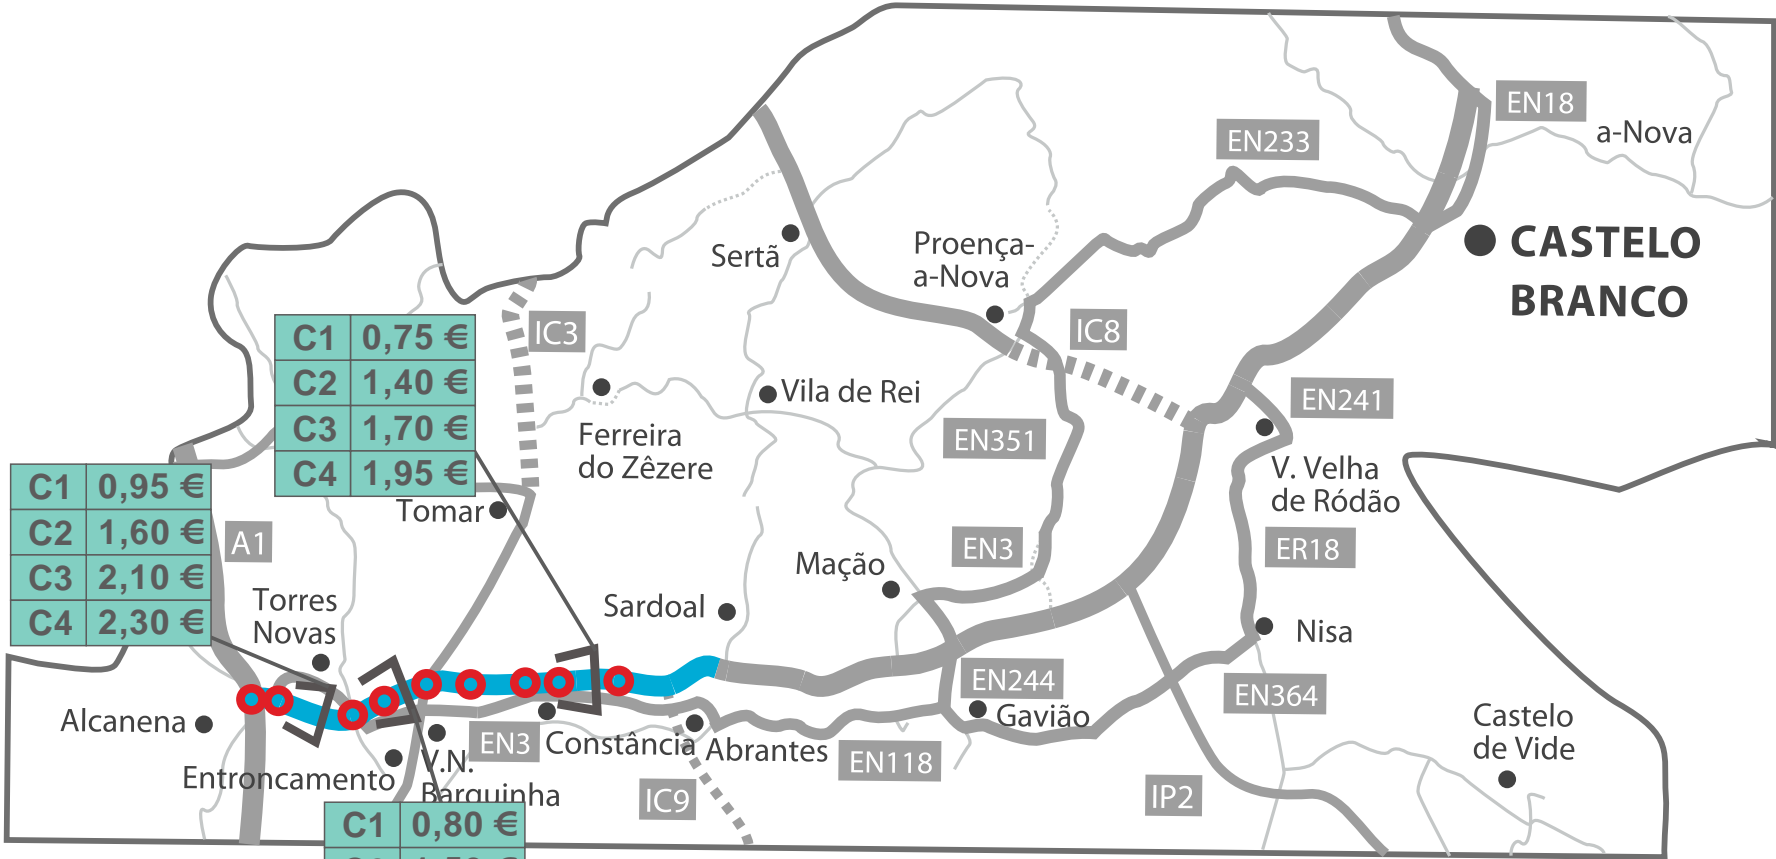 EN18
a-Nova
EN233
CASTELO
BRANCO
Sertã
Proença-
a-Nova
IC3
IC8
C1 0,75 €
C2 1,40 €
C3 1,70 €
C4 1,95 €
Vila de Rei
EN241
Ferreira
do Zêzere
EN351
V. Velha
de Ródão
C1 0,95 €
C2 1,60 €
C3 2,10 €
C4 2,30 €
Tomar
A1
EN3
ER18
Mação
Torres
Novas
Sardoal
Nisa
EN244
EN364
Gavião
Alcanena
Castelo
de Vide
EN3
Constância
Abrantes
EN118
V.N.
Barquinha
Entroncamento
IC9
IP2
C1 0,80 €